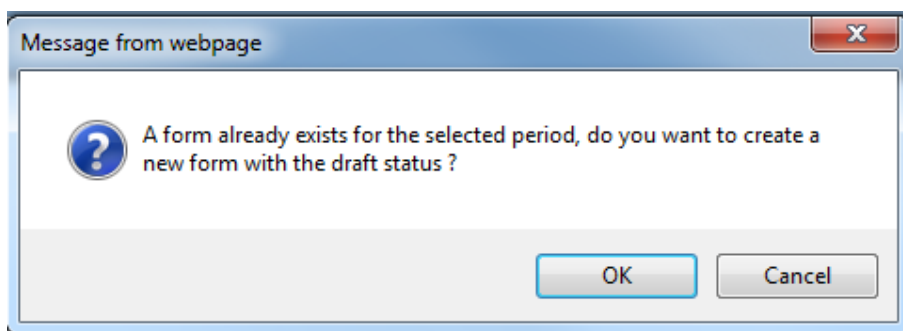 Message from webpage
A form already exists for the selected period, do you want to create a
new form with the draft status ?
OK
Cancel